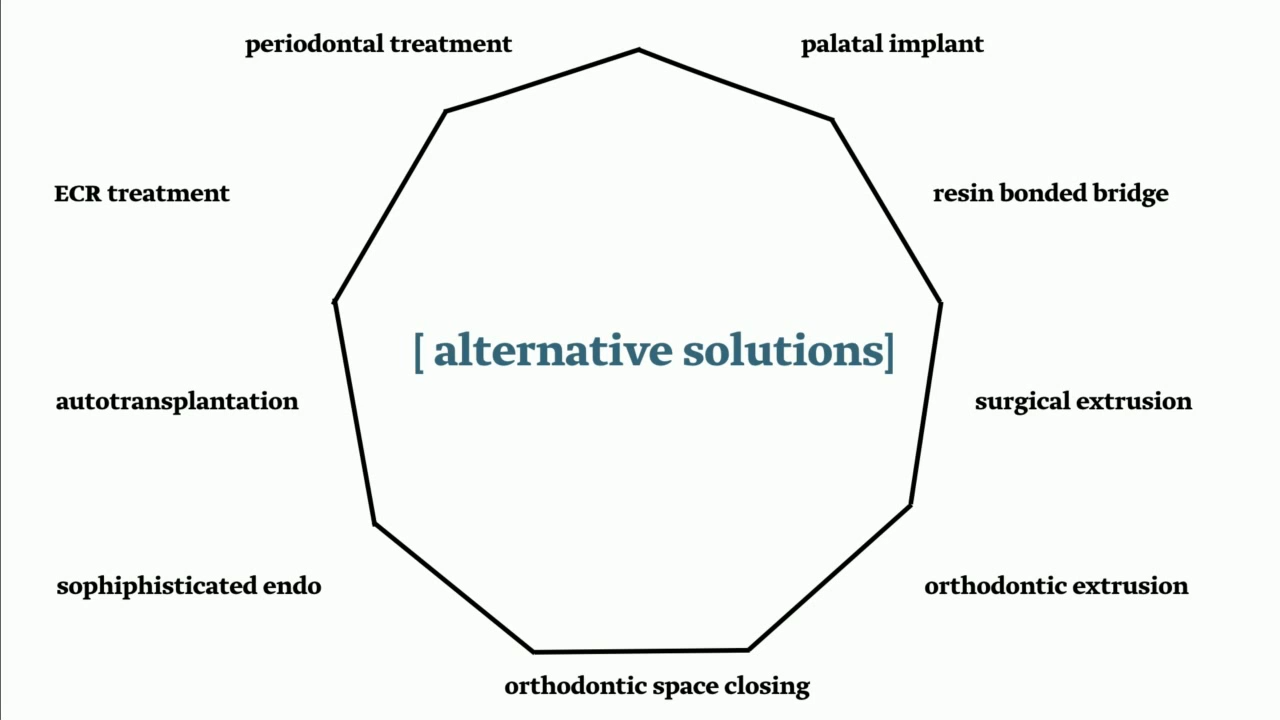 periodontal treatment
palatal implant
ECR treatment
resin bonded bridge
[ alternative solutions]
autotransplantation
surgical extrusion
sophiphisticated endo
orthodontic extrusion
orthodontic space closing